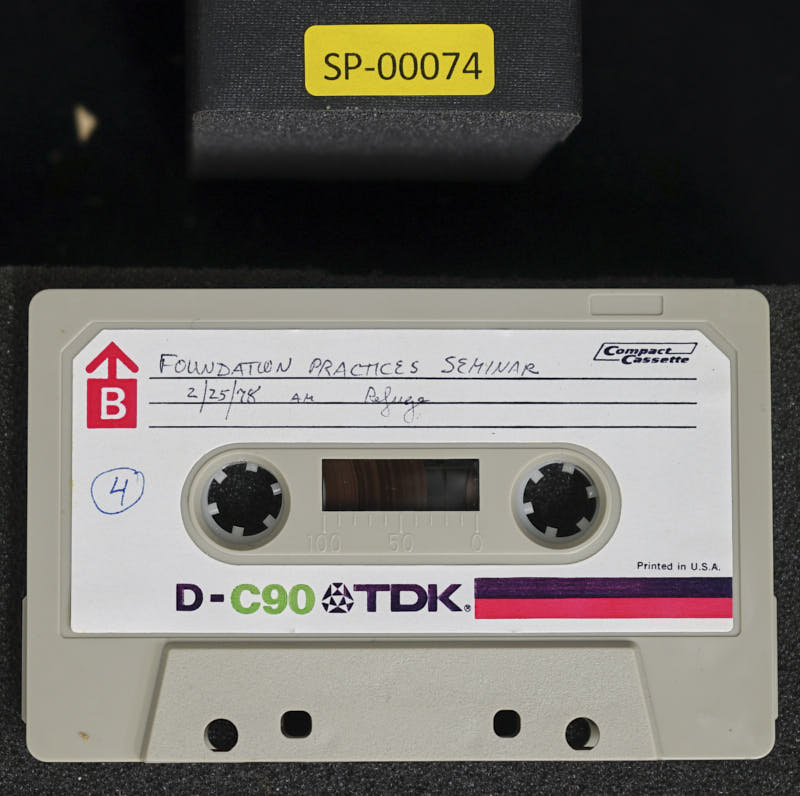 SP-00074
FOUNDATION PRACTICES SEMINAR
Compact Cassette
B
2/25/78 AM Refuge
4
100 50 0
Printed in U.S.A.
D-C90 TDK®